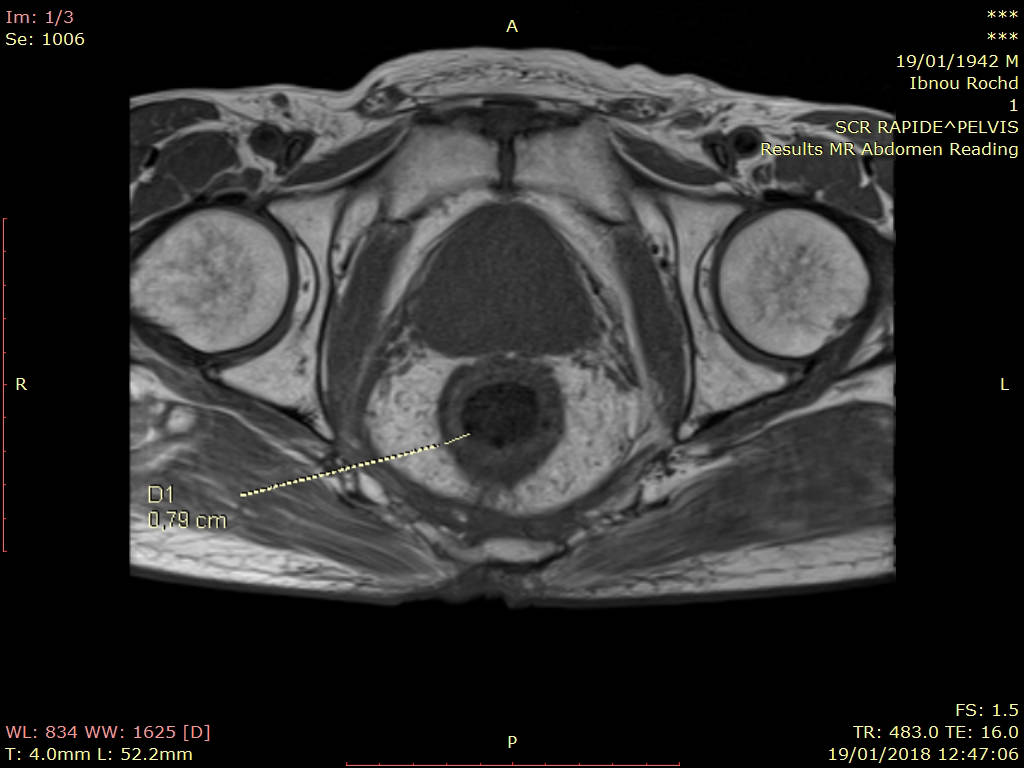 Im: 1/3
Se: 1006
A
***
***
19/01/1942 M
Ibnou Rochd
1
SCR RAPIDE^PELVIS
Results MR Abdomen Reading
R
L
D1
0,79 cm
WL: 834 WW: 1625 [D]
T: 4.0mm L: 52.2mm
P
FS: 1.5
TR: 483.0 TE: 16.0
19/01/2018 12:47:06